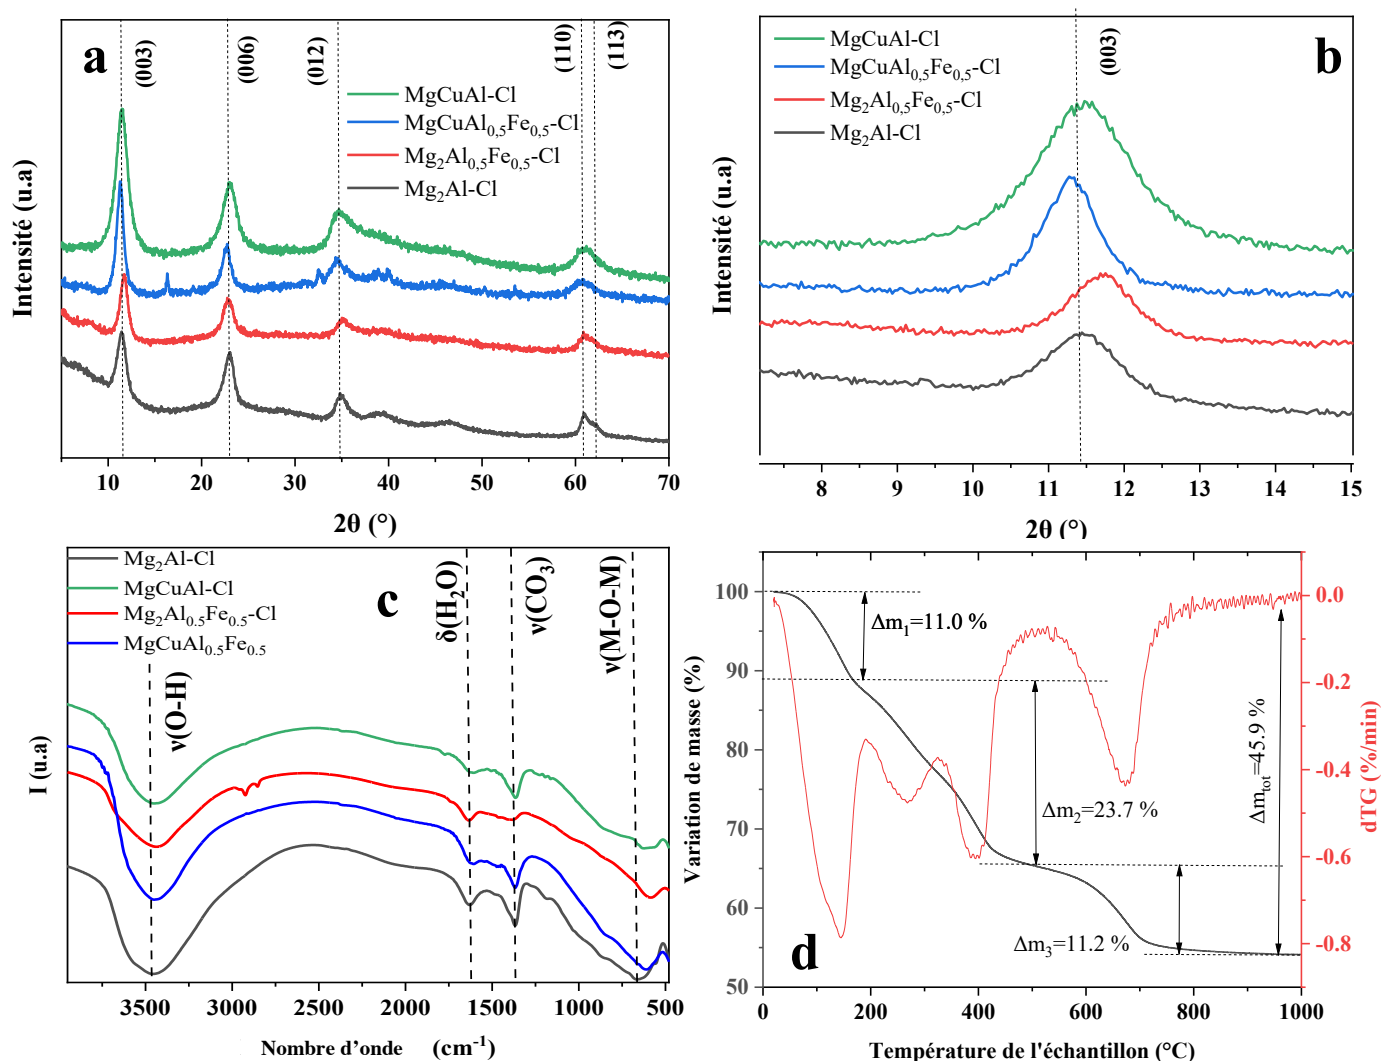 a
(003)
(006)
(012)
(110)
(113)
MgCuAl-Cl
MgCuAl0,5Fe0,5-Cl
Mg2Al0,5Fe0,5-Cl
Mg2Al-Cl
Intensité (u.a)
10 20 30 40 50 60 70
2θ (°)
b
(003)
MgCuAl-Cl
MgCuAl0,5Fe0,5-Cl
Mg2Al0,5Fe0,5-Cl
Mg2Al-Cl
Intensité (u.a)
8 9 10 11 12 13 14 15
2θ (°)
c
Mg2Al-Cl
MgCuAl-Cl
Mg2Al0.5Fe0.5-Cl
MgCuAl0.5Fe0.5
ν(O-H)
δ(H2O)
ν(CO3)
ν(M-O-M)
I (u.a)
3500 3000 2500 2000 1500 1000 500
Nombre d’onde (cm-1)
d
100
90
80
70
60
50
Variation de masse (%)
Δm1=11.0 %
Δm2=23.7 %
Δm3=11.2 %
Δmtot=45.9 %
0.0
-0.2
-0.4
-0.6
-0.8
dTG (%/min)
0 200 400 600 800 1000
Température de l'échantillon (°C)